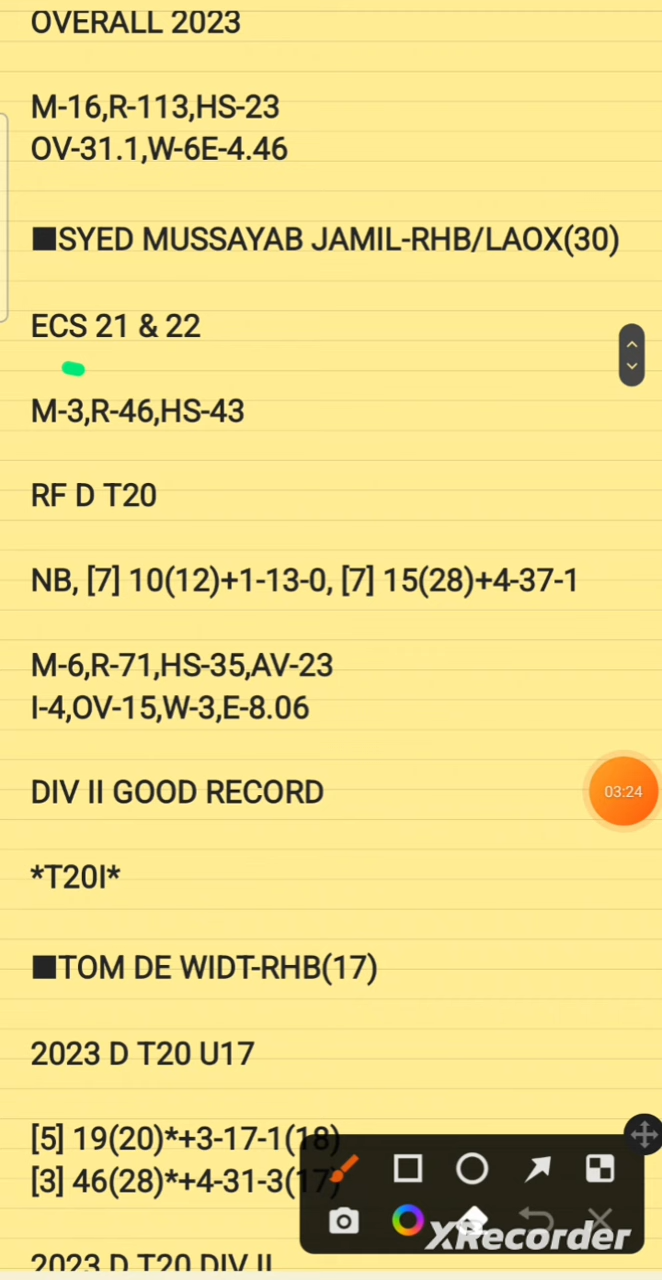 OVERALL 2023
M-16,R-113,HS-23
OV-31.1,W-6E-4.46
■SYED MUSSAYAB JAMIL-RHB/LAOX(30)
ECS 21 & 22
M-3,R-46,HS-43
RF D T20
NB, [7] 10(12)+1-13-0, [7] 15(28)+4-37-1
M-6,R-71,HS-35,AV-23
I-4,OV-15,W-3,E-8.06
03:24
DIV II GOOD RECORD
*T20I*
■TOM DE WIDT-RHB(17)
2023 D T20 U17
[5] 19(20)*+3-17-1(18)
[3] 46(28)*+4-31-3(17)
XRecorder
2023 D T20 DIV II